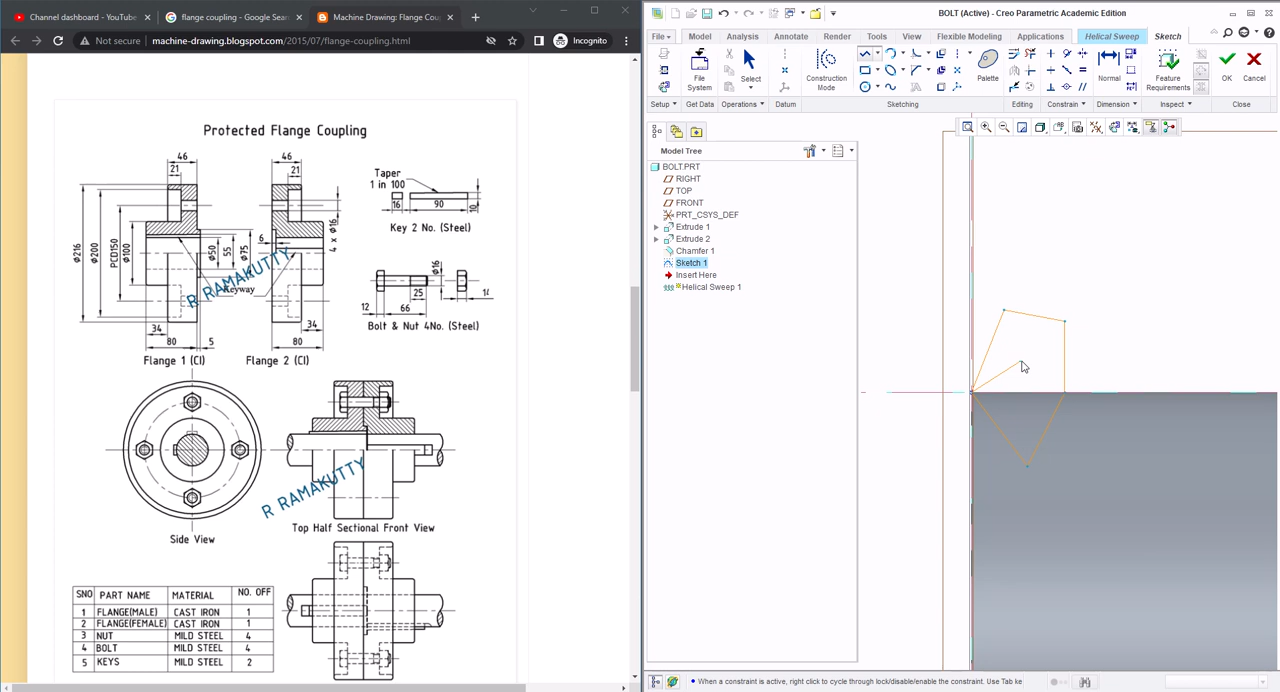 Channel dashboard - YouTube
flange coupling - Google Sear
Machine Drawing: Flange Cou
Not secure
machine-drawing.blogspot.com/2015/07/flange-coupling.html
Incognito
Protected Flange Coupling
46
21
46
21
Ø216
Ø200
PCD150
Ø100
Ø50
55
Ø75
6
4 x Ø16
Keyway
34
80
5
34
80
Flange 1 (CI)
Flange 2 (CI)
R RAMAKUTTY
Taper
1 in 100
16
90
10
Key 2 No. (Steel)
Ø16
25
12
66
Bolt & Nut 4No. (Steel)
Side View
R RAMAKUTTY
Top Half Sectional Front View
SNO PART NAME MATERIAL NO. OFF
1 FLANGE(MALE) CAST IRON 1
2 FLANGE(FEMALE) CAST IRON 1
3 NUT MILD STEEL 4
4 BOLT MILD STEEL 4
5 KEYS MILD STEEL 2
BOLT (Active) - Creo Parametric Academic Edition
File Model Analysis Annotate Render Tools View Flexible Modeling Applications Helical Sweep Sketch
File System
Select
Construction Mode
Palette
Normal
Feature Requirements
OK
Cancel
Setup Get Data Operations Datum Sketching Editing Constrain Dimension Inspect Close
Model Tree
BOLT.PRT
RIGHT
TOP
FRONT
PRT_CSYS_DEF
Extrude 1
Extrude 2
Chamfer 1
Sketch 1
Insert Here
Helical Sweep 1
When a constraint is active, right click to cycle through lock/disable/enable the constraint. Use Tab ke